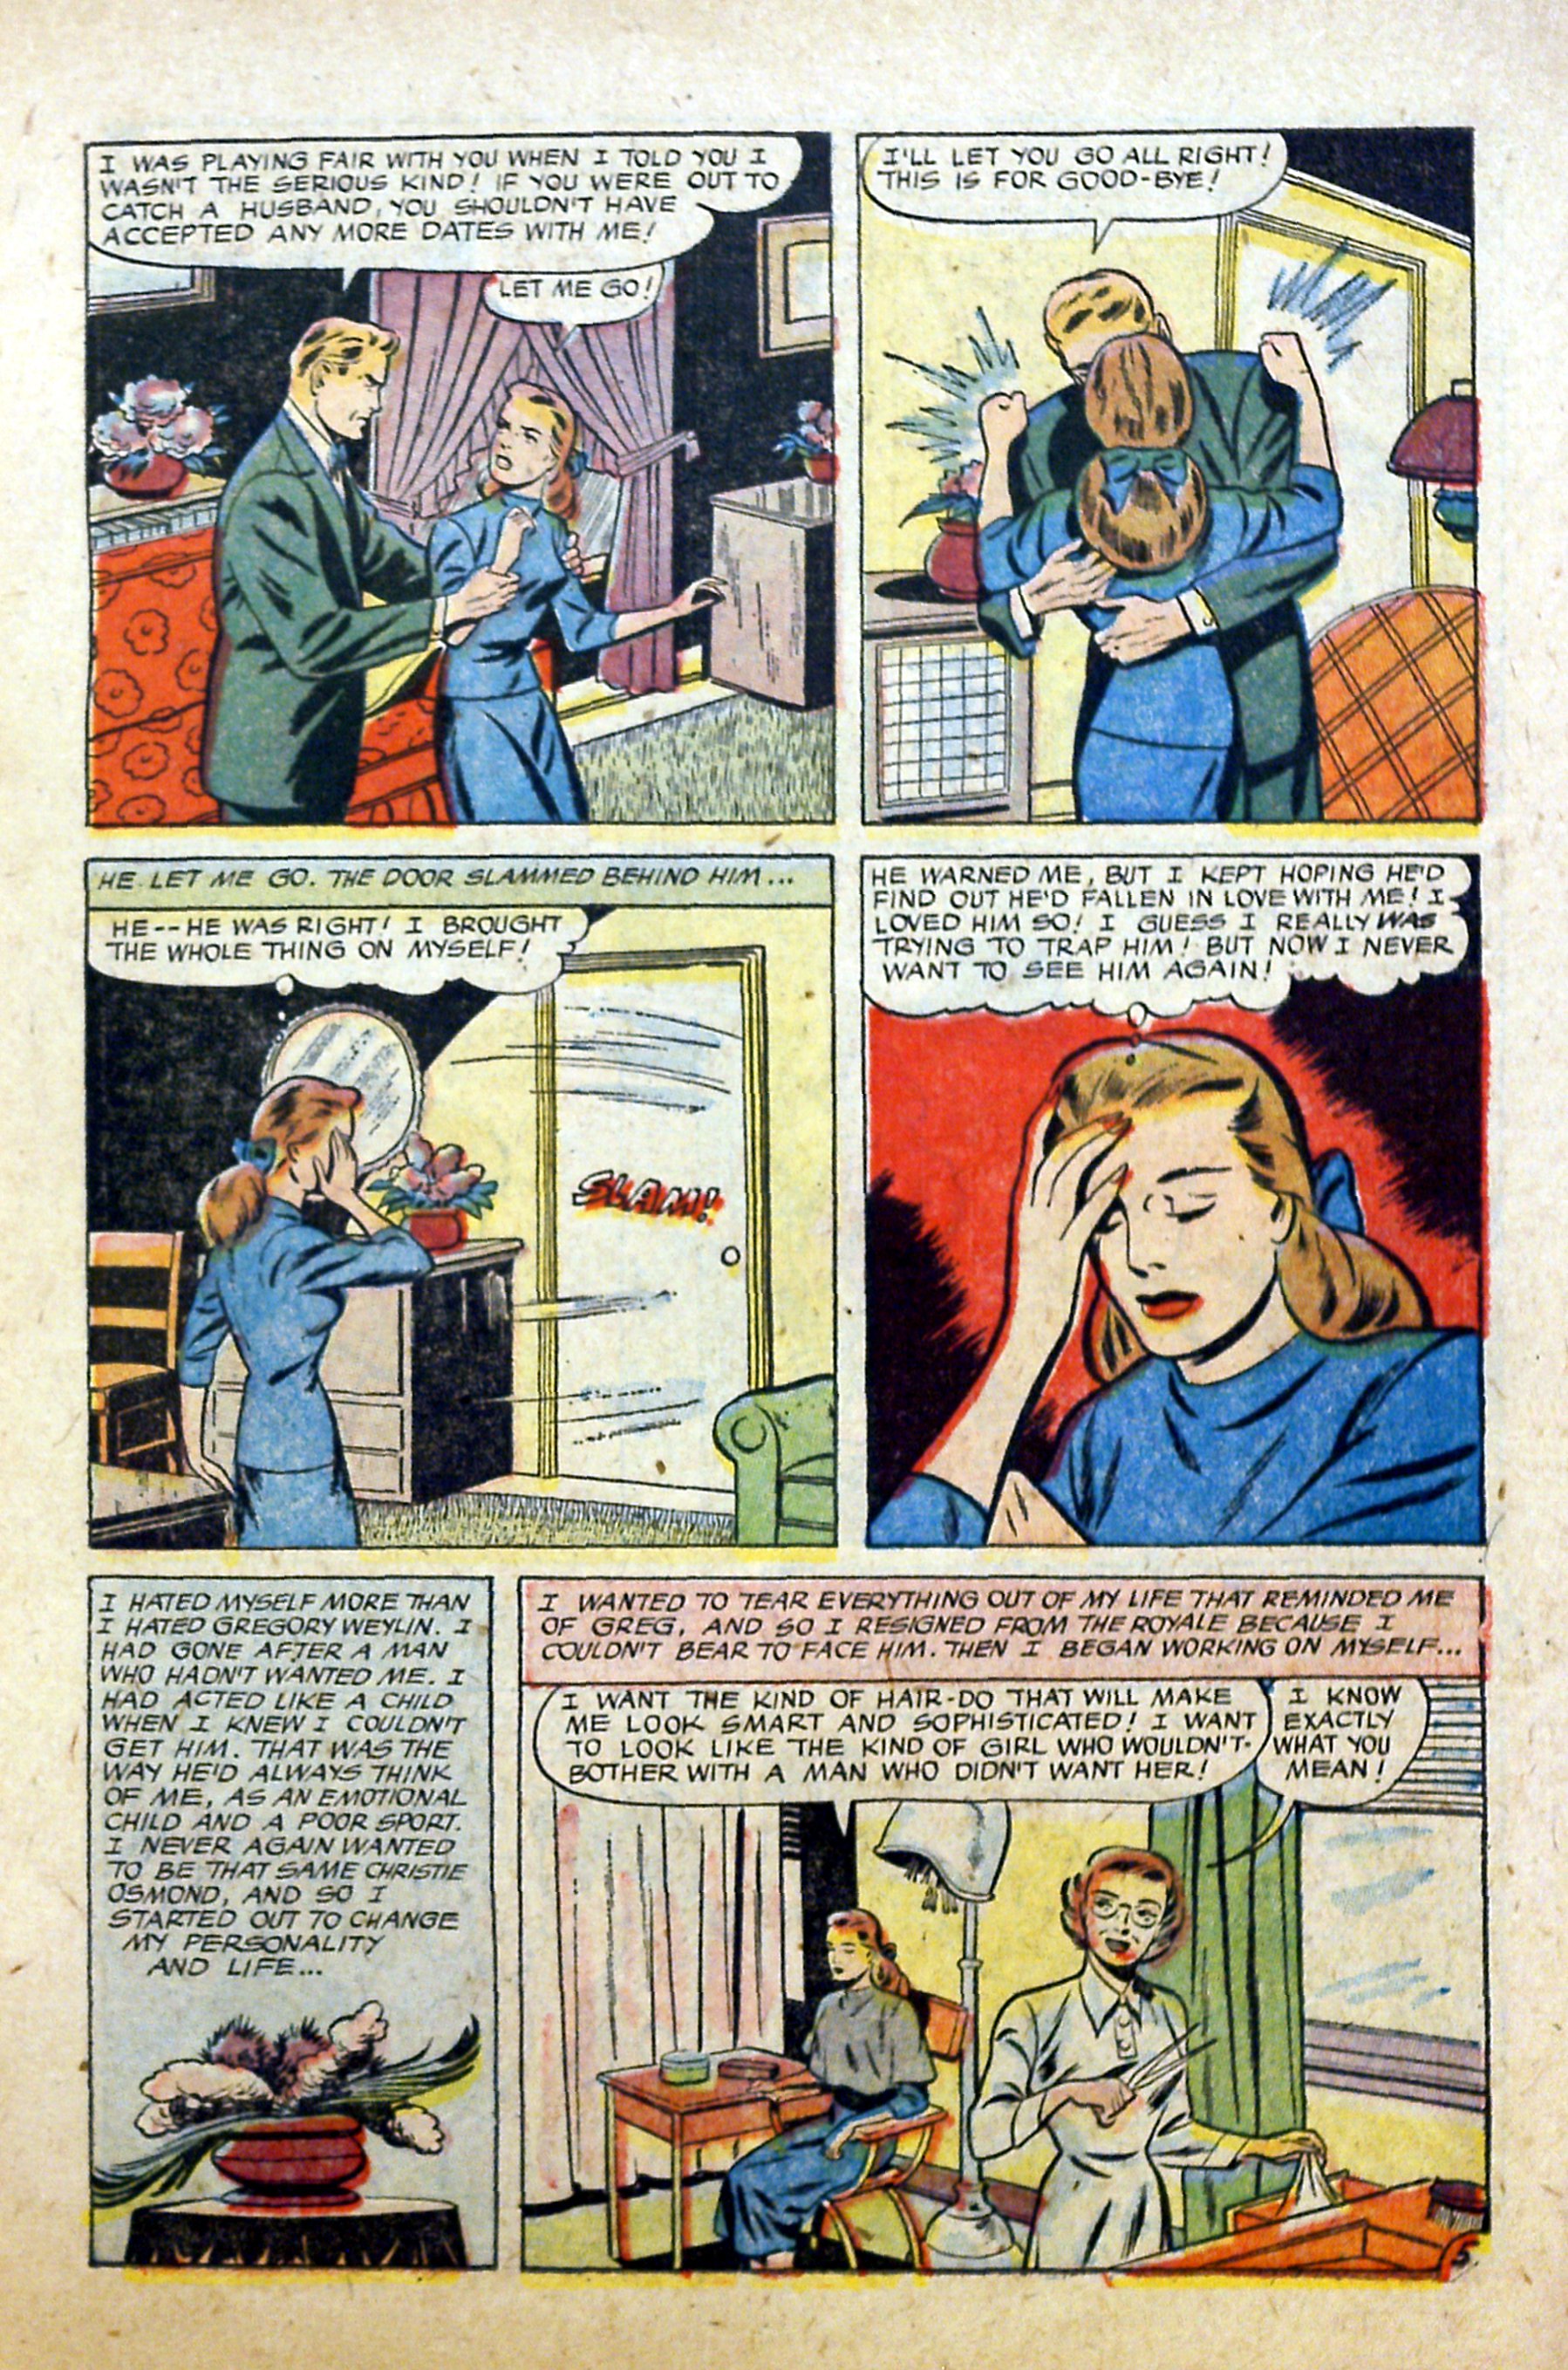 I WAS PLAYING FAIR WITH YOU WHEN I TOLD YOU I
WASN'T THE SERIOUS KIND! IF YOU WERE OUT TO
CATCH A HUSBAND, YOU SHOULDN'T HAVE
ACCEPTED ANY MORE DATES WITH ME!
LET ME GO!
I'LL LET YOU GO ALL RIGHT!
THIS IS FOR GOOD-BYE!
HE LET ME GO. THE DOOR SLAMMED BEHIND HIM...
HE--HE WAS RIGHT! I BROUGHT
THE WHOLE THING ON MYSELF!
SLAM!
HE WARNED ME, BUT I KEPT HOPING HE'D
FIND OUT HE'D FALLEN IN LOVE WITH ME! I
LOVED HIM SO! I GUESS I REALLY WAS
TRYING TO TRAP HIM! BUT NOW I NEVER
WANT TO SEE HIM AGAIN!
I HATED MYSELF MORE THAN
I HATED GREGORY WEYLIN. I
HAD GONE AFTER A MAN
WHO HADN'T WANTED ME. I
HAD ACTED LIKE A CHILD
WHEN I KNEW I COULDN'T
GET HIM. THAT WAS THE
WAY HE'D ALWAYS THINK
OF ME, AS AN EMOTIONAL
CHILD AND A POOR SPORT.
I NEVER AGAIN WANTED
TO BE THAT SAME CHRISTIE
OSMOND, AND SO I
STARTED OUT TO CHANGE
MY PERSONALITY
AND LIFE...
I WANTED TO TEAR EVERYTHING OUT OF MY LIFE THAT REMINDED ME
OF GREG, AND SO I RESIGNED FROM THE ROYALE BECAUSE I
COULDN'T BEAR TO FACE HIM. THEN I BEGAN WORKING ON MYSELF...
I WANT THE KIND OF HAIR-DO THAT WILL MAKE
ME LOOK SMART AND SOPHISTICATED! I WANT
TO LOOK LIKE THE KIND OF GIRL WHO WOULDN'T
BOTHER WITH A MAN WHO DIDN'T WANT HER!
I KNOW
EXACTLY
WHAT YOU
MEAN!
5.